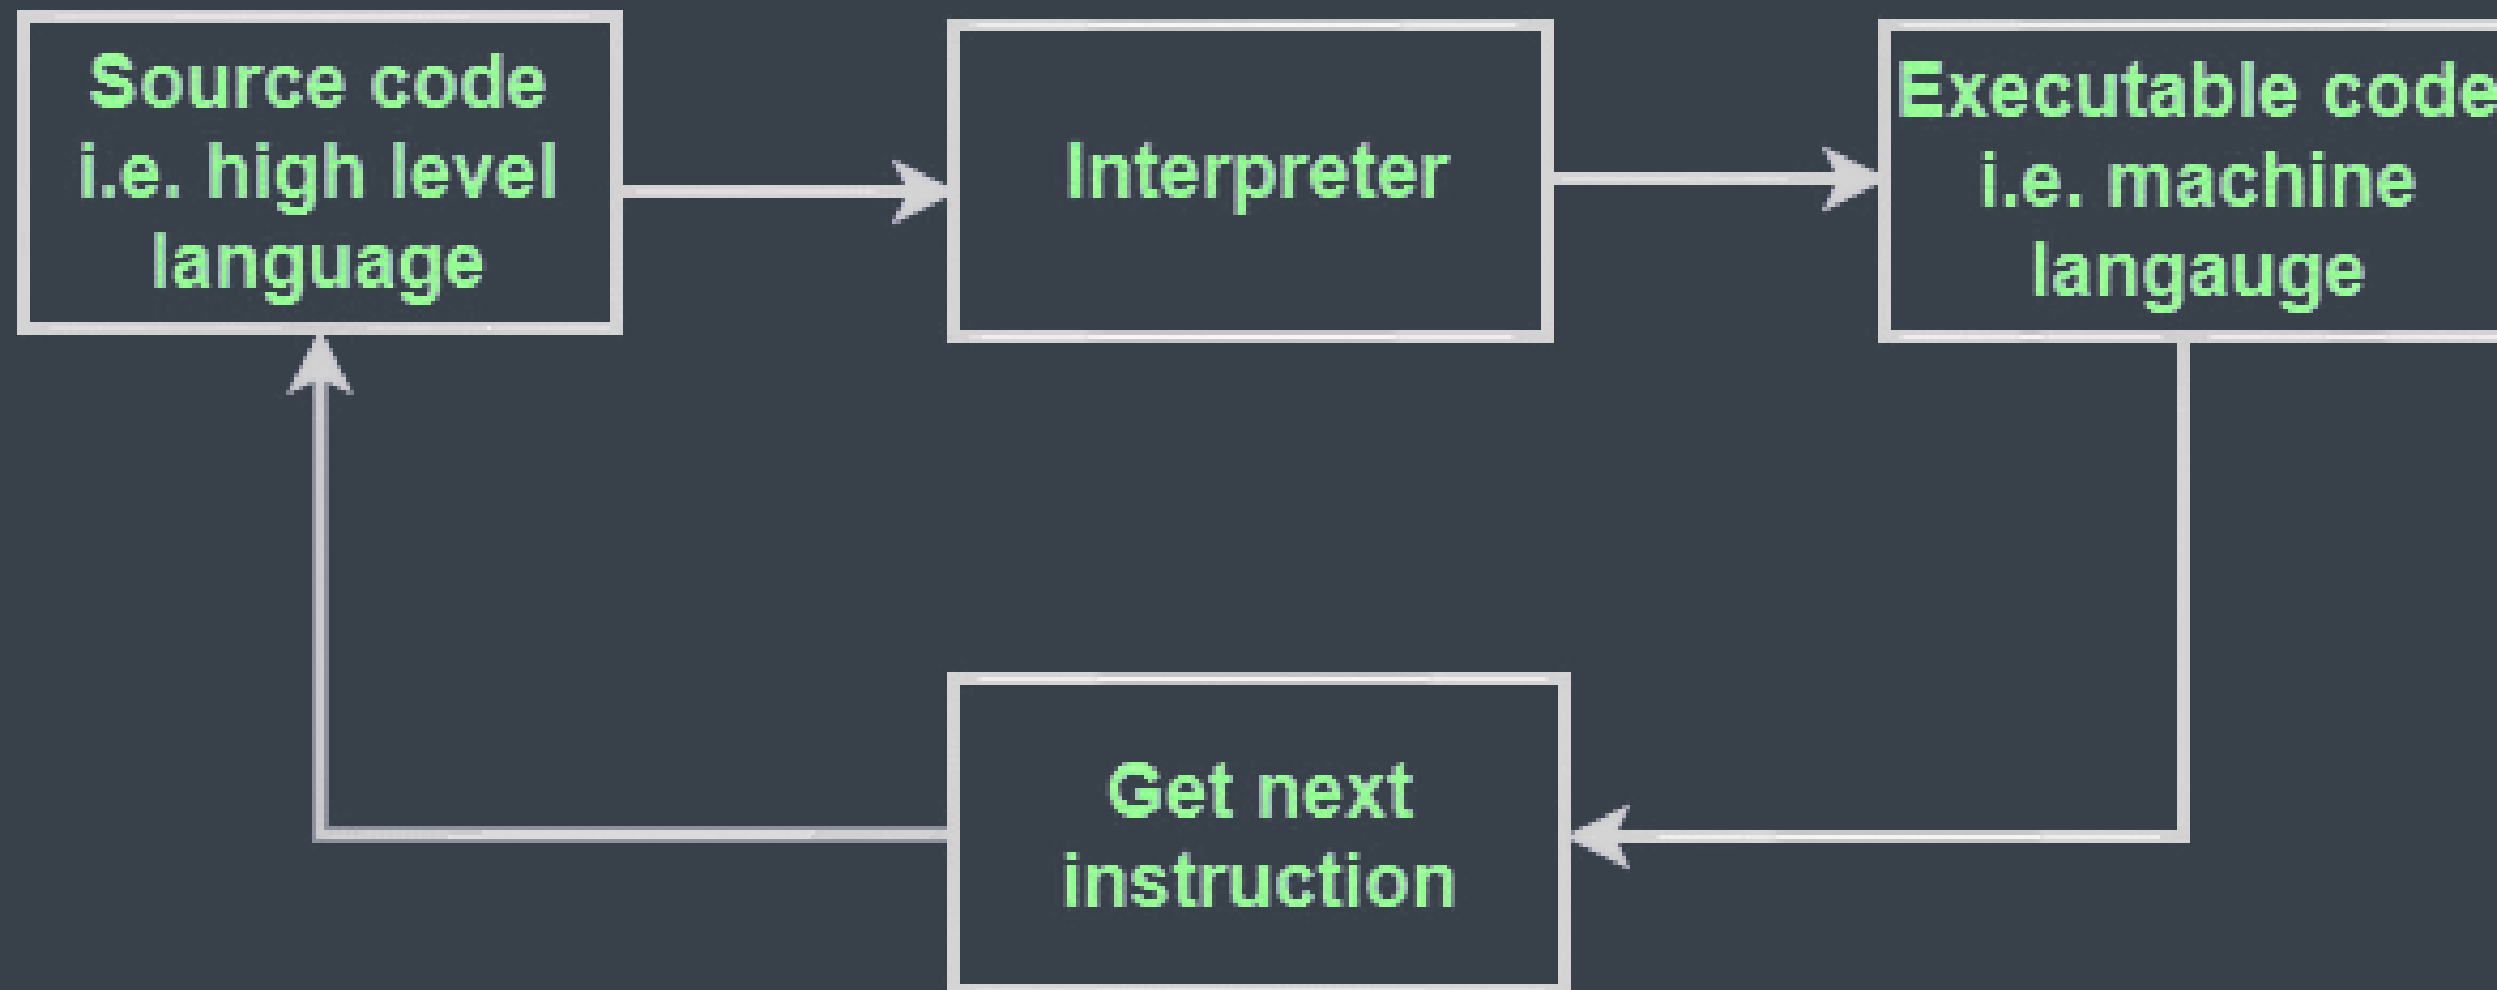 Source code
i.e. high level
language
Interpreter
Executable code
i.e. machine
langauge
Get next
instruction